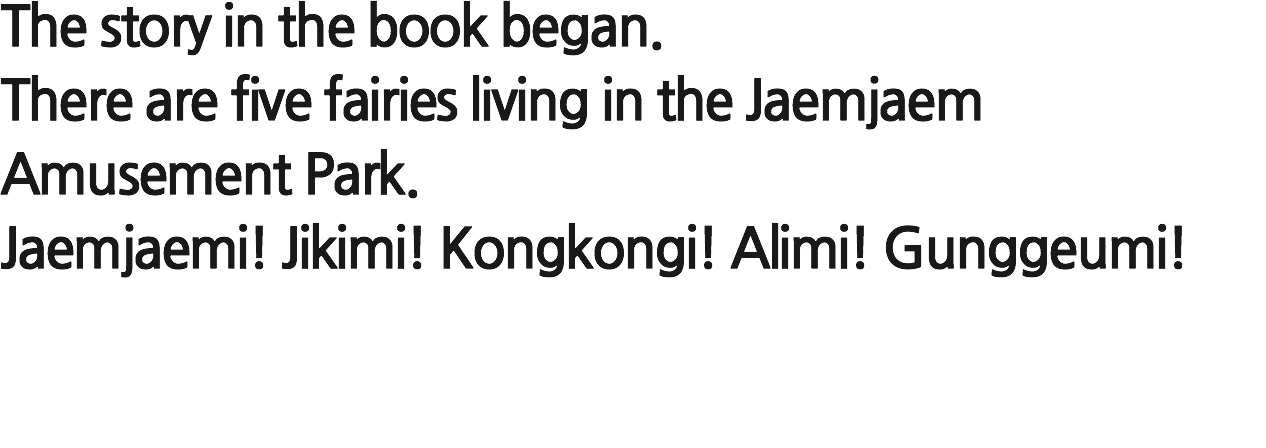 The story in the book began.
There are five fairies living in the Jaemjaem
Amusement Park.
Jaemjaemi! Jikimi! Kongkongi! Alimi! Gunggeumi!